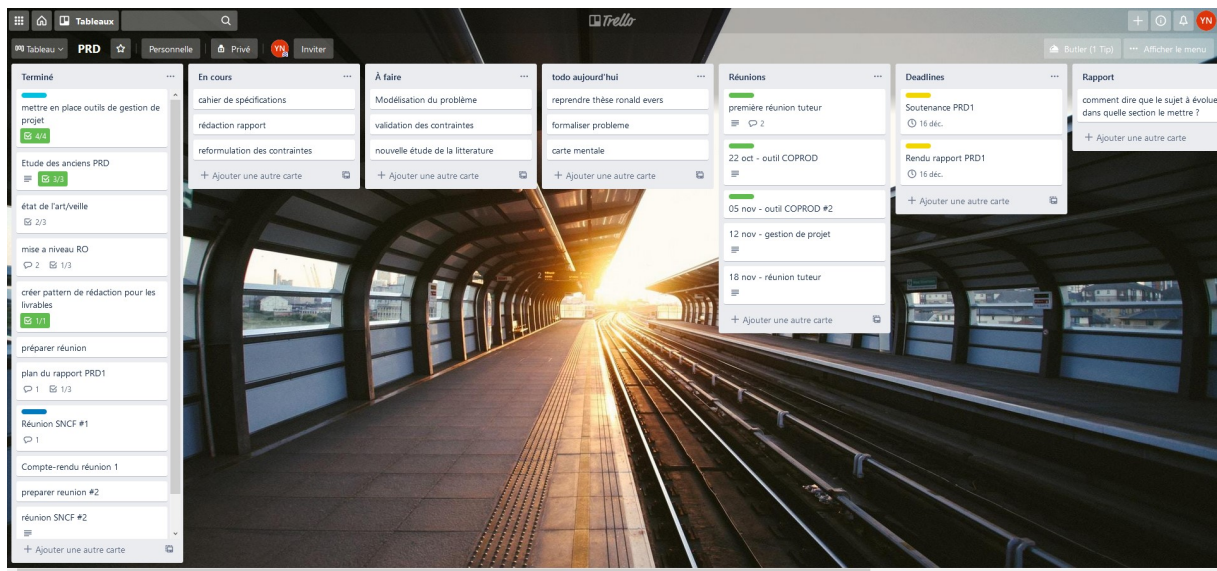 Tableaux
Trello
YN
Tableau
PRD
Personnelle
Privé
YN
Inviter
Butler (1 Tip)
Afficher le menu
Terminé
mettre en place outils de gestion de
projet
4/4
Etude des anciens PRD
3/3
état de l'art/veille
2/3
mise a niveau RO
2 1/3
créer pattern de rédaction pour les
livrables
1/1
préparer réunion
plan du rapport PRD1
1 1/3
Réunion SNCF #1
1
Compte-rendu réunion 1
preparer reunion #2
réunion SNCF #2
+ Ajouter une autre carte
En cours
cahier de spécifications
rédaction rapport
reformulation des contraintes
+ Ajouter une autre carte
À faire
Modélisation du problème
validation des contraintes
nouvelle étude de la litterature
+ Ajouter une autre carte
todo aujourd'hui
reprendre thèse ronald evers
formaliser probleme
carte mentale
+ Ajouter une autre carte
Réunions
première réunion tuteur
2
22 oct - outil COPROD
05 nov - outil COPROD #2
12 nov - gestion de projet
18 nov - réunion tuteur
+ Ajouter une autre carte
Deadlines
Soutenance PRD1
16 déc.
Rendu rapport PRD1
16 déc.
+ Ajouter une autre carte
Rapport
comment dire que le sujet à évolue
dans quelle section le mettre ?
+ Ajouter une autre carte